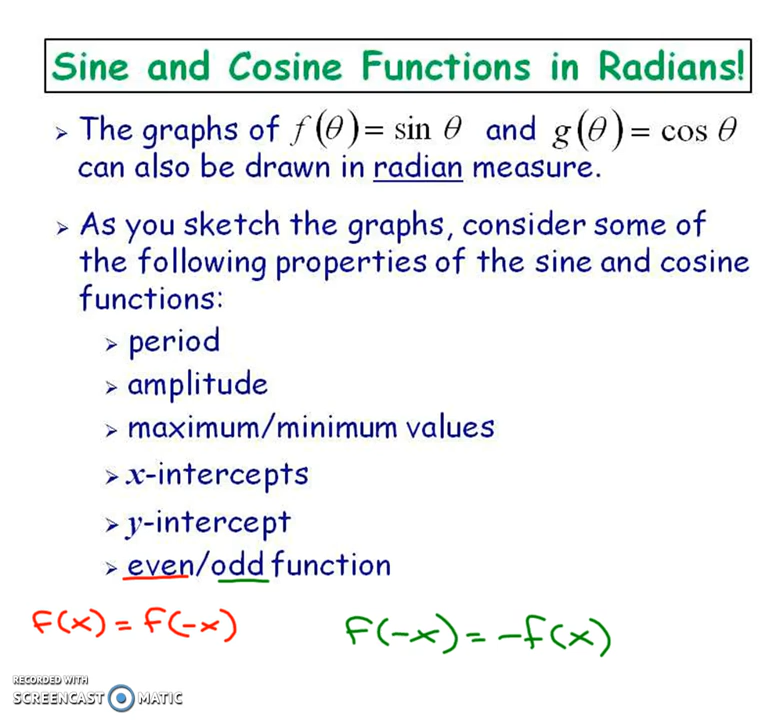 Sine and Cosine Functions in Radians!
➢ The graphs of f(θ) = sin θ and g(θ) = cos θ
can also be drawn in radian measure.
➢ As you sketch the graphs, consider some of
the following properties of the sine and cosine
functions:
➢ period
➢ amplitude
➢ maximum/minimum values
➢ x-intercepts
➢ y-intercept
➢ even/odd function
f(x) = f(-x)
f(-x) = -f(x)
RECORDED WITH
SCREENCAST MATIC